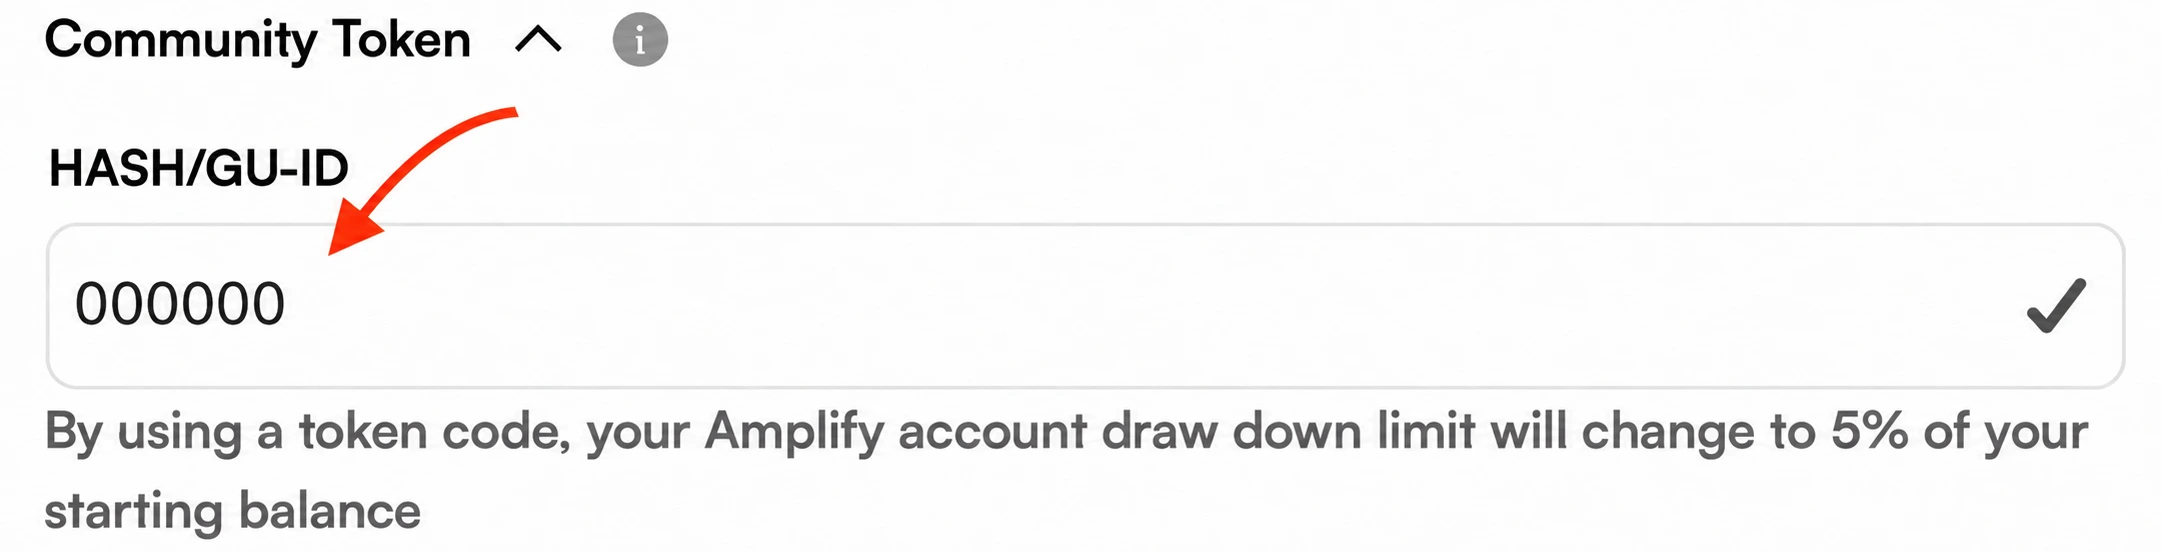 Community Token
HASH/GU-ID
000000
By using a token code, your Amplify account draw down limit will change to 5% of your
starting balance